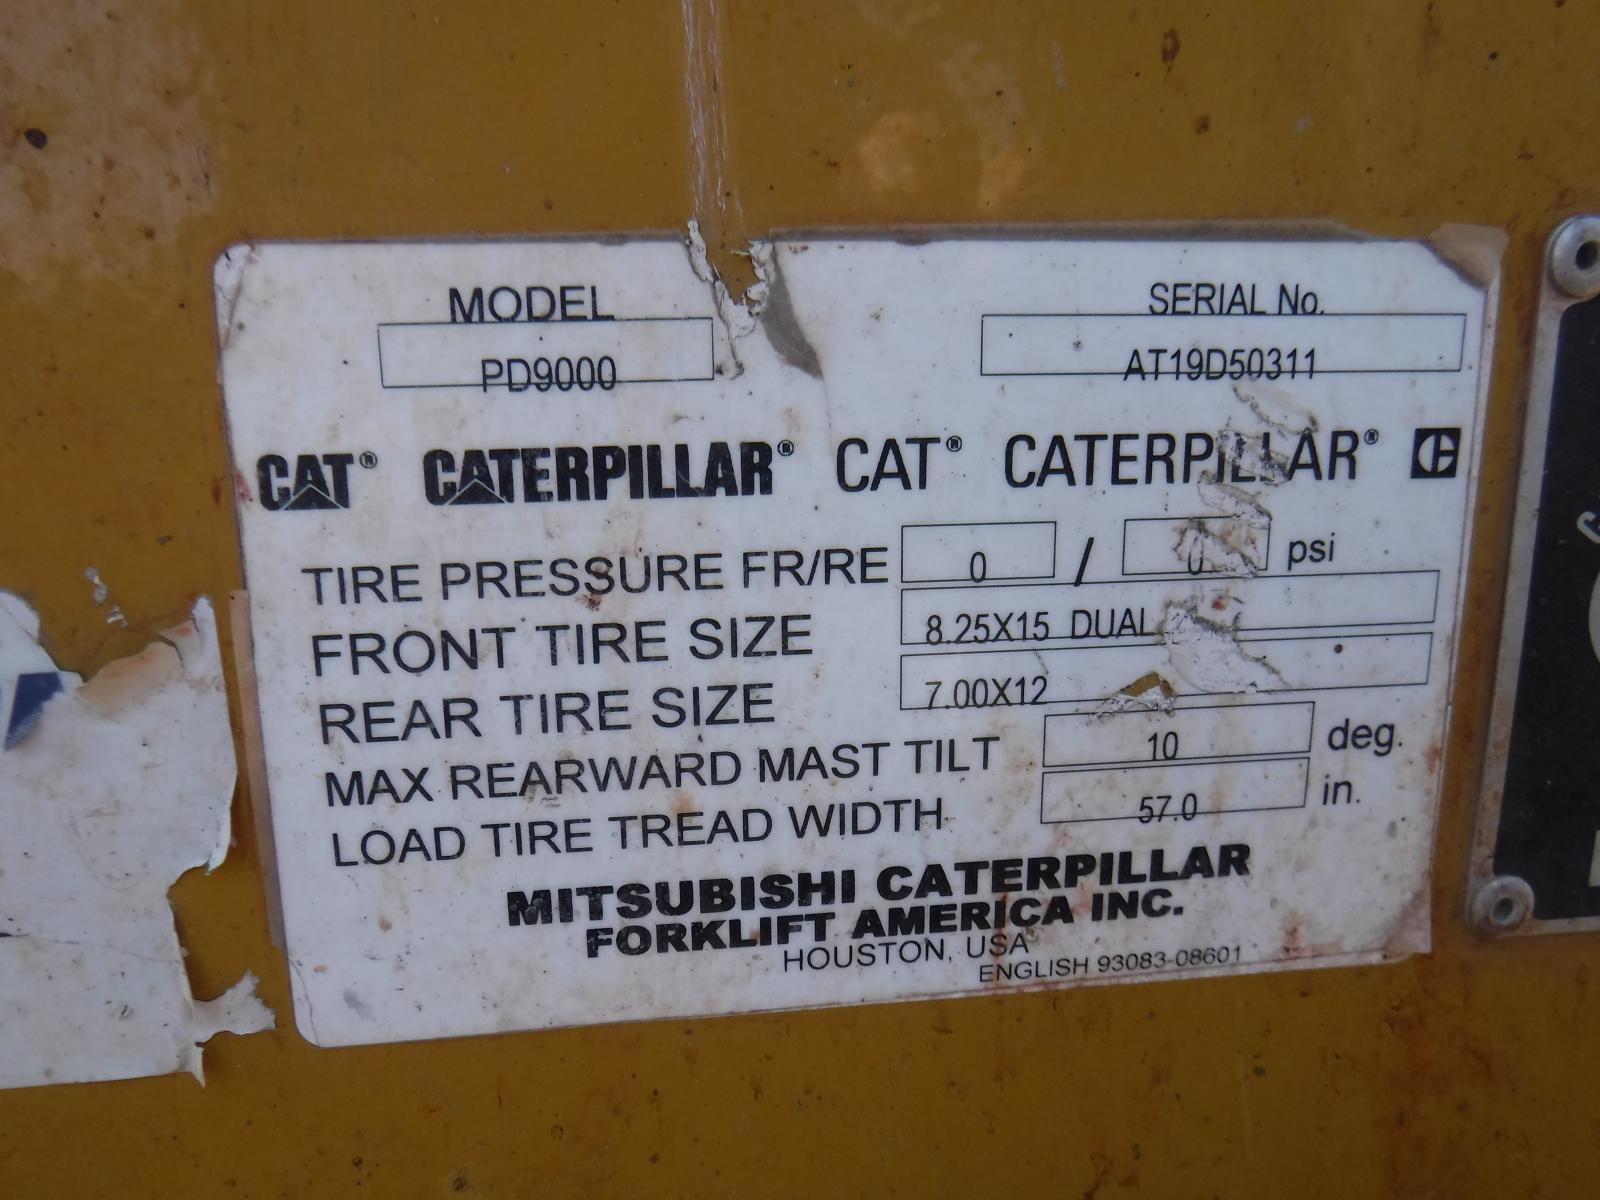 MODEL SERIAL No.
PD9000 AT19D50311
CAT® CATERPILLAR® CAT® CATERPILLAR®
TIRE PRESSURE FR/RE 0 / 0 psi
FRONT TIRE SIZE 8.25X15 DUAL
REAR TIRE SIZE 7.00X12
MAX REARWARD MAST TILT 10 deg.
LOAD TIRE TREAD WIDTH 57.0 in.
MITSUBISHI CATERPILLAR
FORKLIFT AMERICA INC.
HOUSTON, USA
ENGLISH 93083-08601